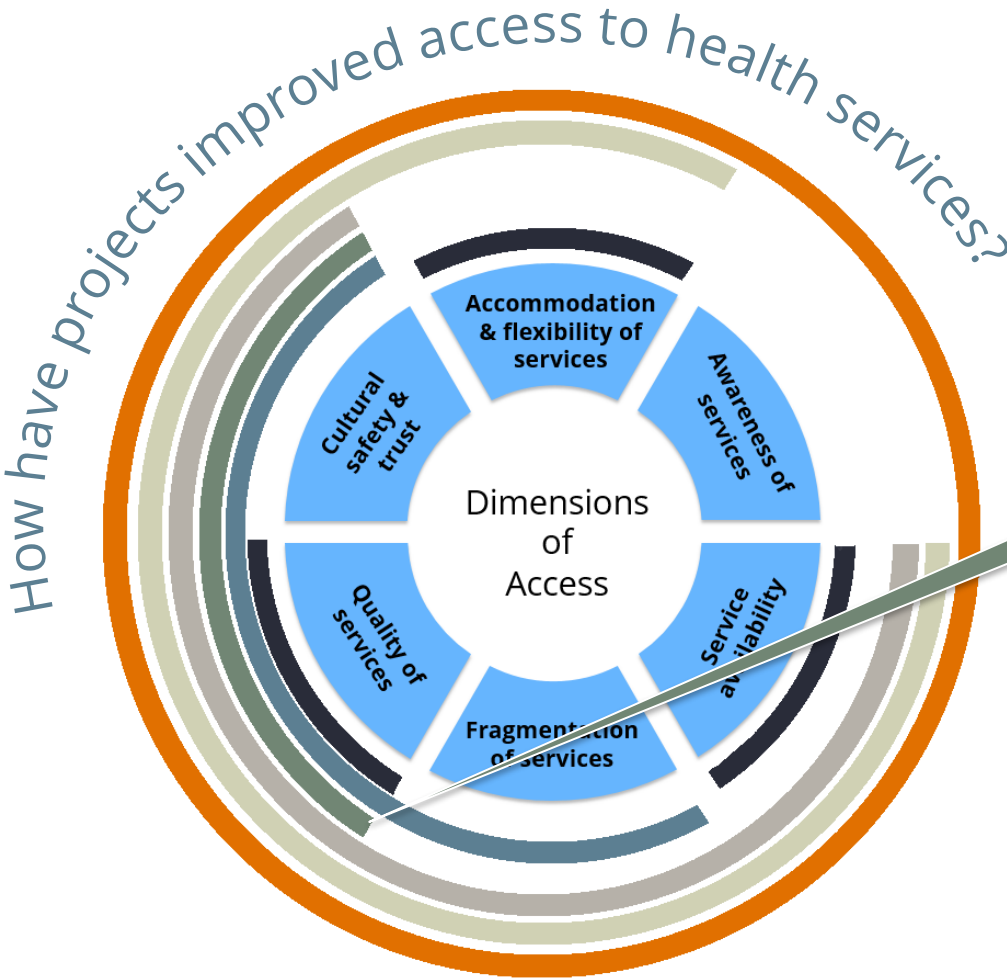 How have projects improved access to health services?
Accommodation
& flexibility of
services
Awareness of
services
Service
availability
Fragmentation
of services
Quality of
services
Cultural
safety &
trust
Dimensions
of
Access